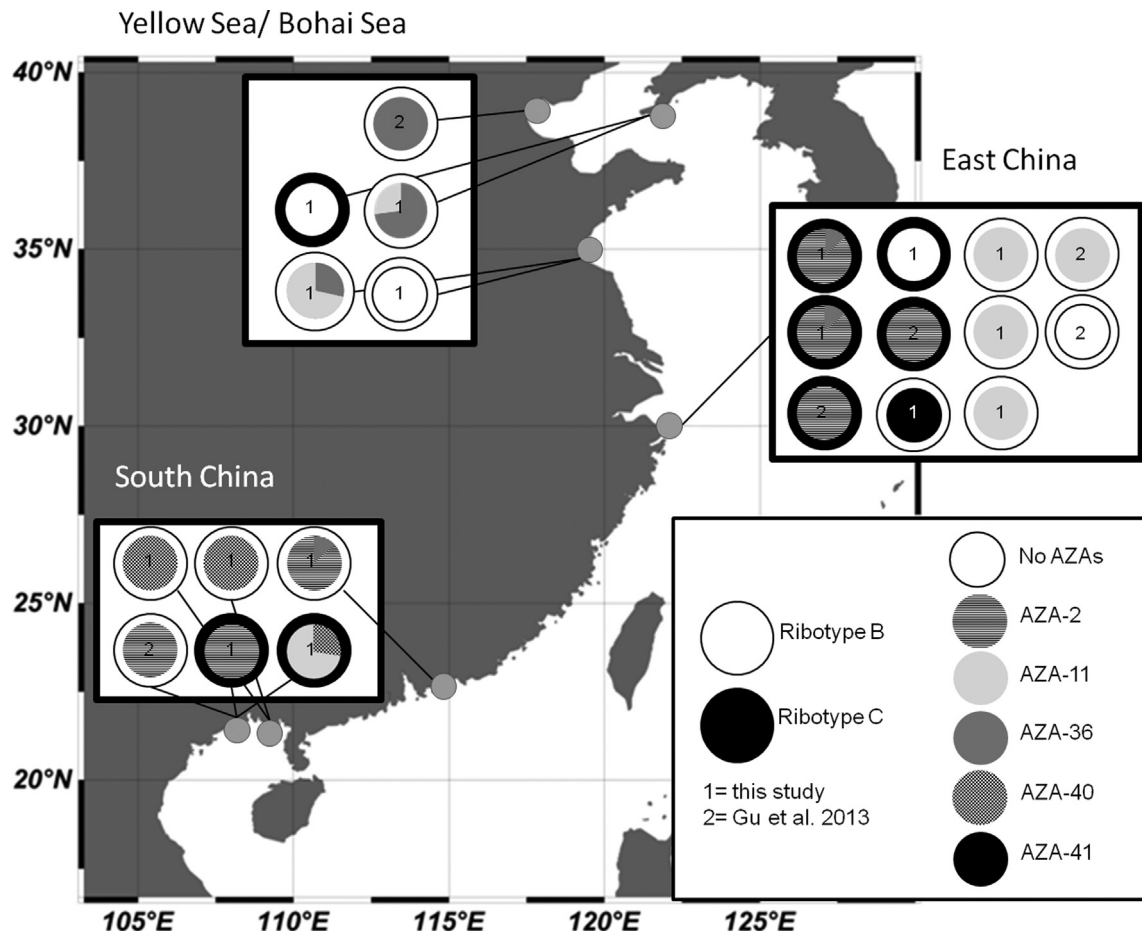 Yellow Sea/ Bohai Sea
40°N
2
1
1
East China
35°N
1
1
1
1
1
2
1
2
1
2
2
1
1
30°N
South China
1
1
1
2
1
1
25°N
20°N
No AZAs
AZA-2
Ribotype B
AZA-11
Ribotype C
AZA-36
1= this study
2= Gu et al. 2013
AZA-40
AZA-41
105°E
110°E
115°E
120°E
125°E